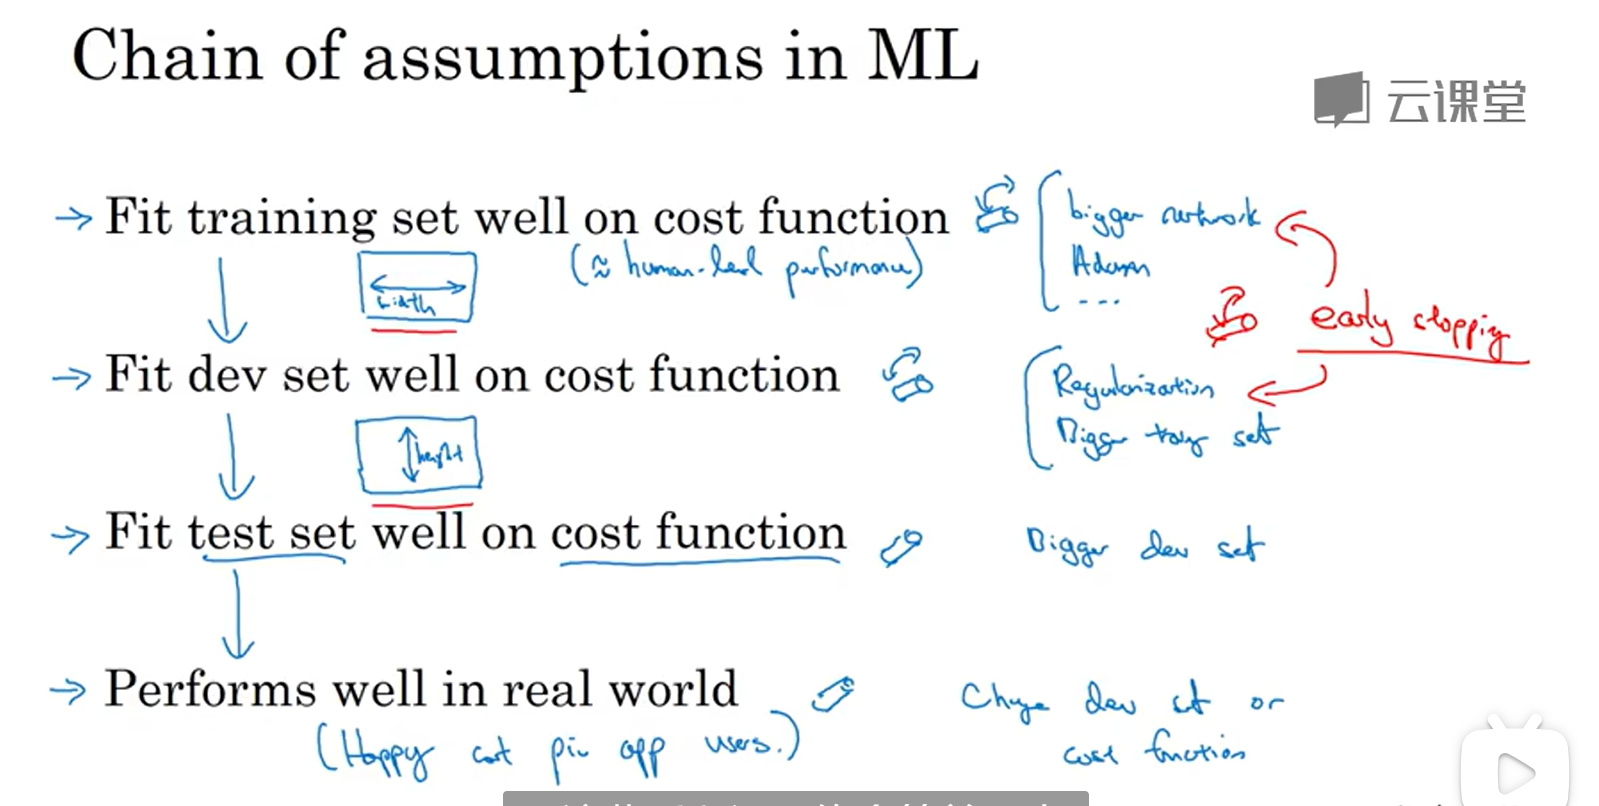 Chain of assumptions in ML
云课堂
Fit training set well on cost function
(≈ human-level performance)
bigger network
Adam
...
width
early stopping
Fit dev set well on cost function
Regularization
Bigger training set
height
Fit test set well on cost function
Bigger dev set
Performs well in real world
(Happy cat pic app users.)
Change dev set or
cost function